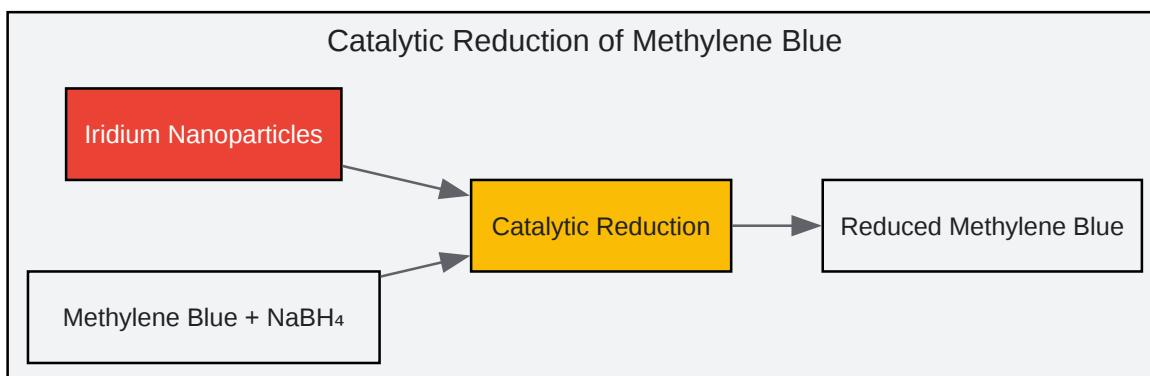 Catalytic Reduction of Methylene Blue
Iridium Nanoparticles
Catalytic Reduction
Reduced Methylene Blue
Methylene Blue + NaBH₄